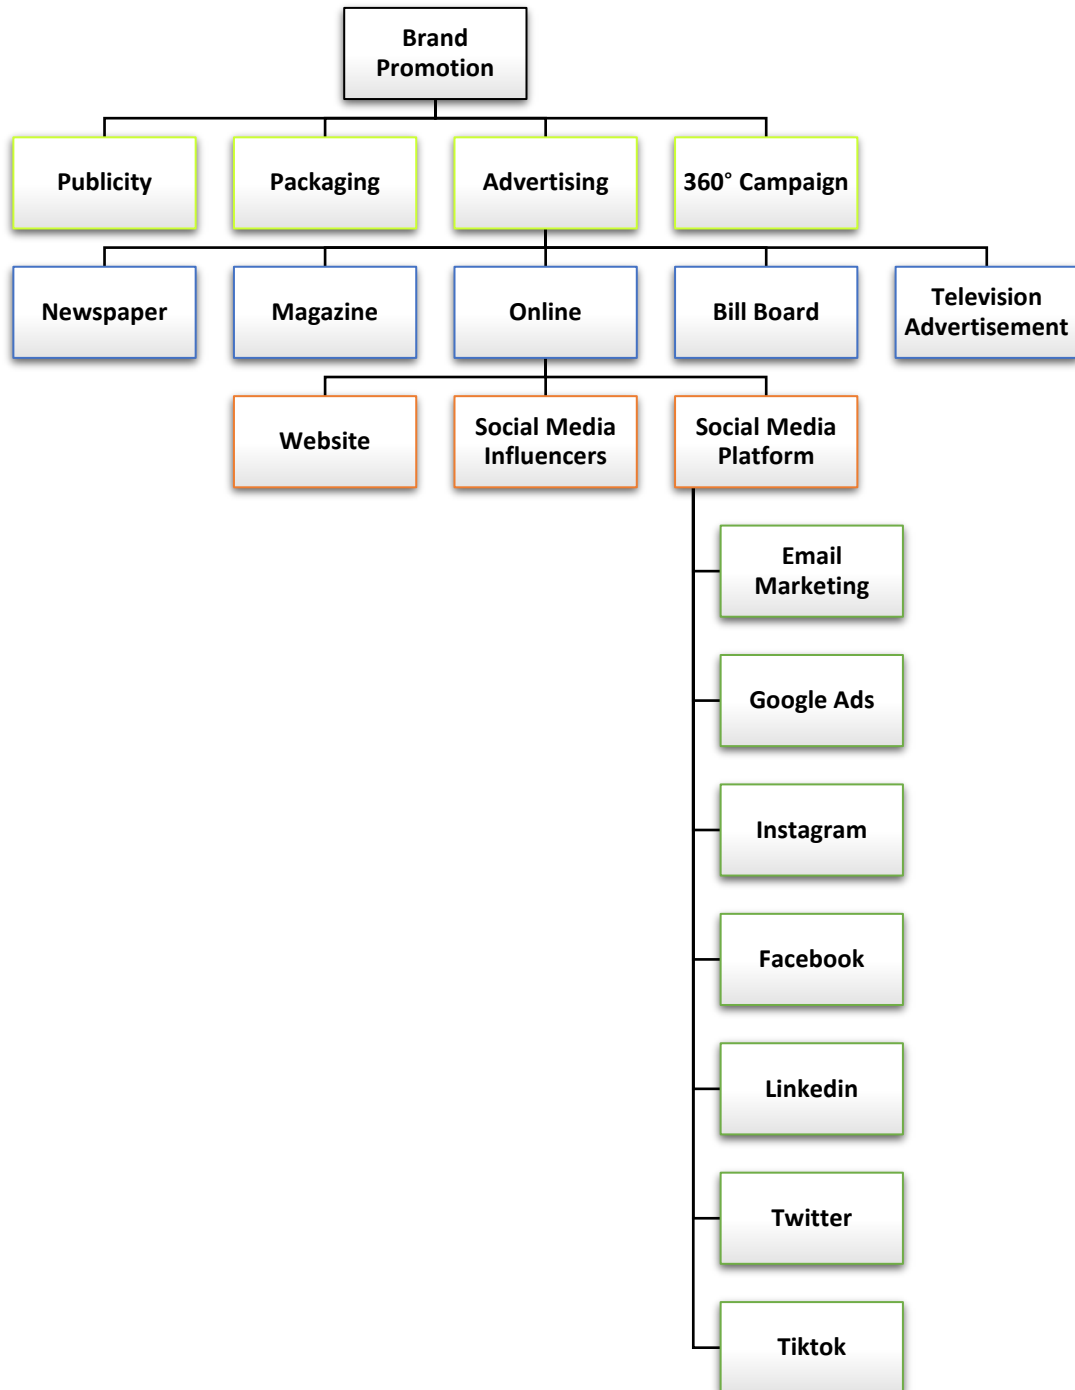 Brand
Promotion
Publicity
Packaging
Advertising
360° Campaign
Newspaper
Magazine
Online
Bill Board
Television
Advertisement
Website
Social Media
Influencers
Social Media
Platform
Email
Marketing
Google Ads
Instagram
Facebook
Linkedin
Twitter
Tiktok